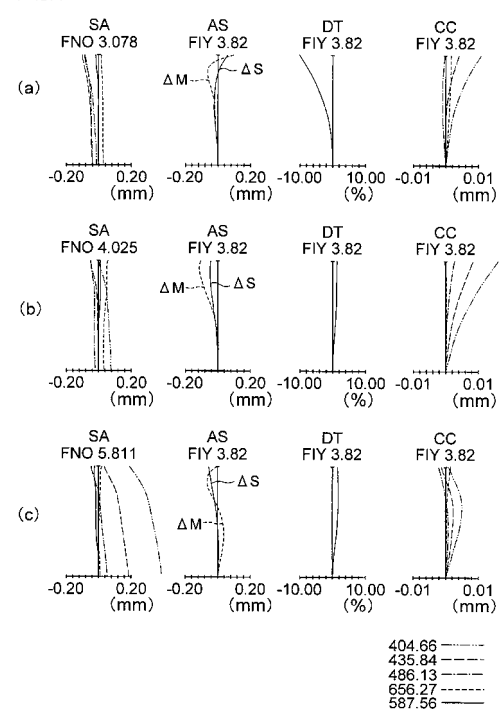 SA AS DT CC
FNO 3.078 FIY 3.82 FIY 3.82 FIY 3.82
(a)
ΔM ΔS
-0.20 0.20 -0.20 0.20 -10.00 10.00 -0.01 0.01
(mm) (mm) (%) (mm)
SA AS DT CC
FNO 4.025 FIY 3.82 FIY 3.82 FIY 3.82
(b)
ΔM ΔS
-0.20 0.20 -0.20 0.20 -10.00 10.00 -0.01 0.01
(mm) (mm) (%) (mm)
SA AS DT CC
FNO 5.811 FIY 3.82 FIY 3.82 FIY 3.82
ΔS
(c)
ΔM
-0.20 0.20 -0.20 0.20 -10.00 10.00 -0.01 0.01
(mm) (mm) (%) (mm)
404.66
435.84
486.13
656.27
587.56